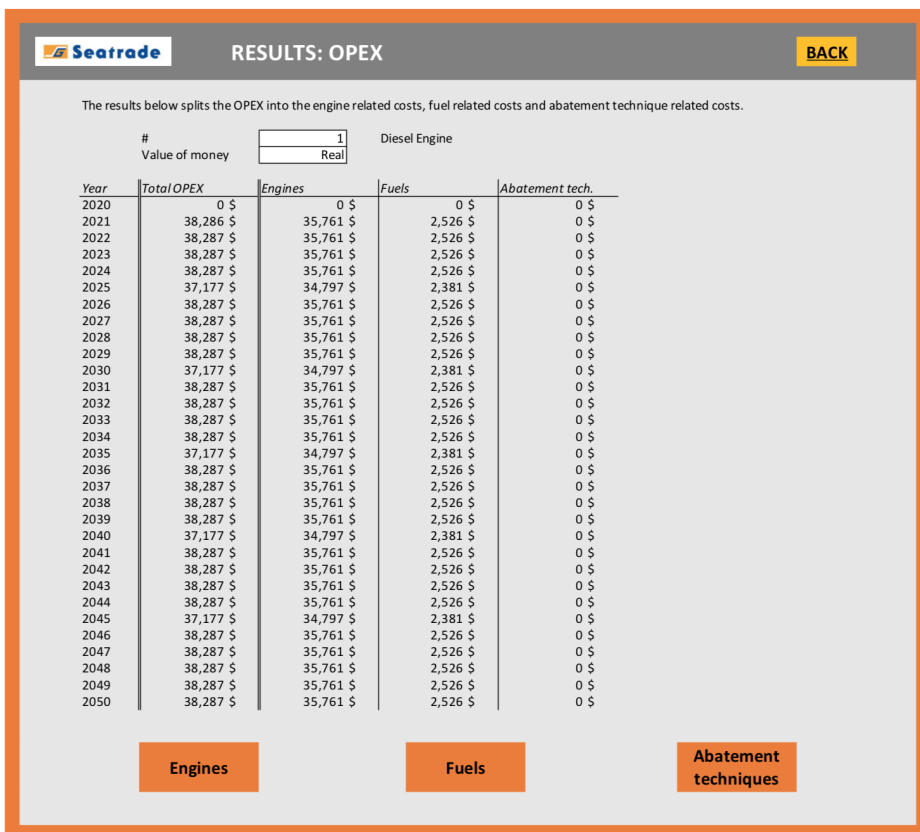 Seatrade RESULTS: OPEX BACK
The results below splits the OPEX into the engine related costs, fuel related costs and abatement technique related costs.
# 1 Diesel Engine
Value of money Real
Year Total OPEX Engines Fuels Abatement tech.
2020 0 $ 0 $ 0 $ 0 $
2021 38,286 $ 35,761 $ 2,526 $ 0 $
2022 38,287 $ 35,761 $ 2,526 $ 0 $
2023 38,287 $ 35,761 $ 2,526 $ 0 $
2024 38,287 $ 35,761 $ 2,526 $ 0 $
2025 37,177 $ 34,797 $ 2,381 $ 0 $
2026 38,287 $ 35,761 $ 2,526 $ 0 $
2027 38,287 $ 35,761 $ 2,526 $ 0 $
2028 38,287 $ 35,761 $ 2,526 $ 0 $
2029 38,287 $ 35,761 $ 2,526 $ 0 $
2030 37,177 $ 34,797 $ 2,381 $ 0 $
2031 38,287 $ 35,761 $ 2,526 $ 0 $
2032 38,287 $ 35,761 $ 2,526 $ 0 $
2033 38,287 $ 35,761 $ 2,526 $ 0 $
2034 38,287 $ 35,761 $ 2,526 $ 0 $
2035 37,177 $ 34,797 $ 2,381 $ 0 $
2036 38,287 $ 35,761 $ 2,526 $ 0 $
2037 38,287 $ 35,761 $ 2,526 $ 0 $
2038 38,287 $ 35,761 $ 2,526 $ 0 $
2039 38,287 $ 35,761 $ 2,526 $ 0 $
2040 37,177 $ 34,797 $ 2,381 $ 0 $
2041 38,287 $ 35,761 $ 2,526 $ 0 $
2042 38,287 $ 35,761 $ 2,526 $ 0 $
2043 38,287 $ 35,761 $ 2,526 $ 0 $
2044 38,287 $ 35,761 $ 2,526 $ 0 $
2045 37,177 $ 34,797 $ 2,381 $ 0 $
2046 38,287 $ 35,761 $ 2,526 $ 0 $
2047 38,287 $ 35,761 $ 2,526 $ 0 $
2048 38,287 $ 35,761 $ 2,526 $ 0 $
2049 38,287 $ 35,761 $ 2,526 $ 0 $
2050 38,287 $ 35,761 $ 2,526 $ 0 $
Engines Fuels Abatement
techniques